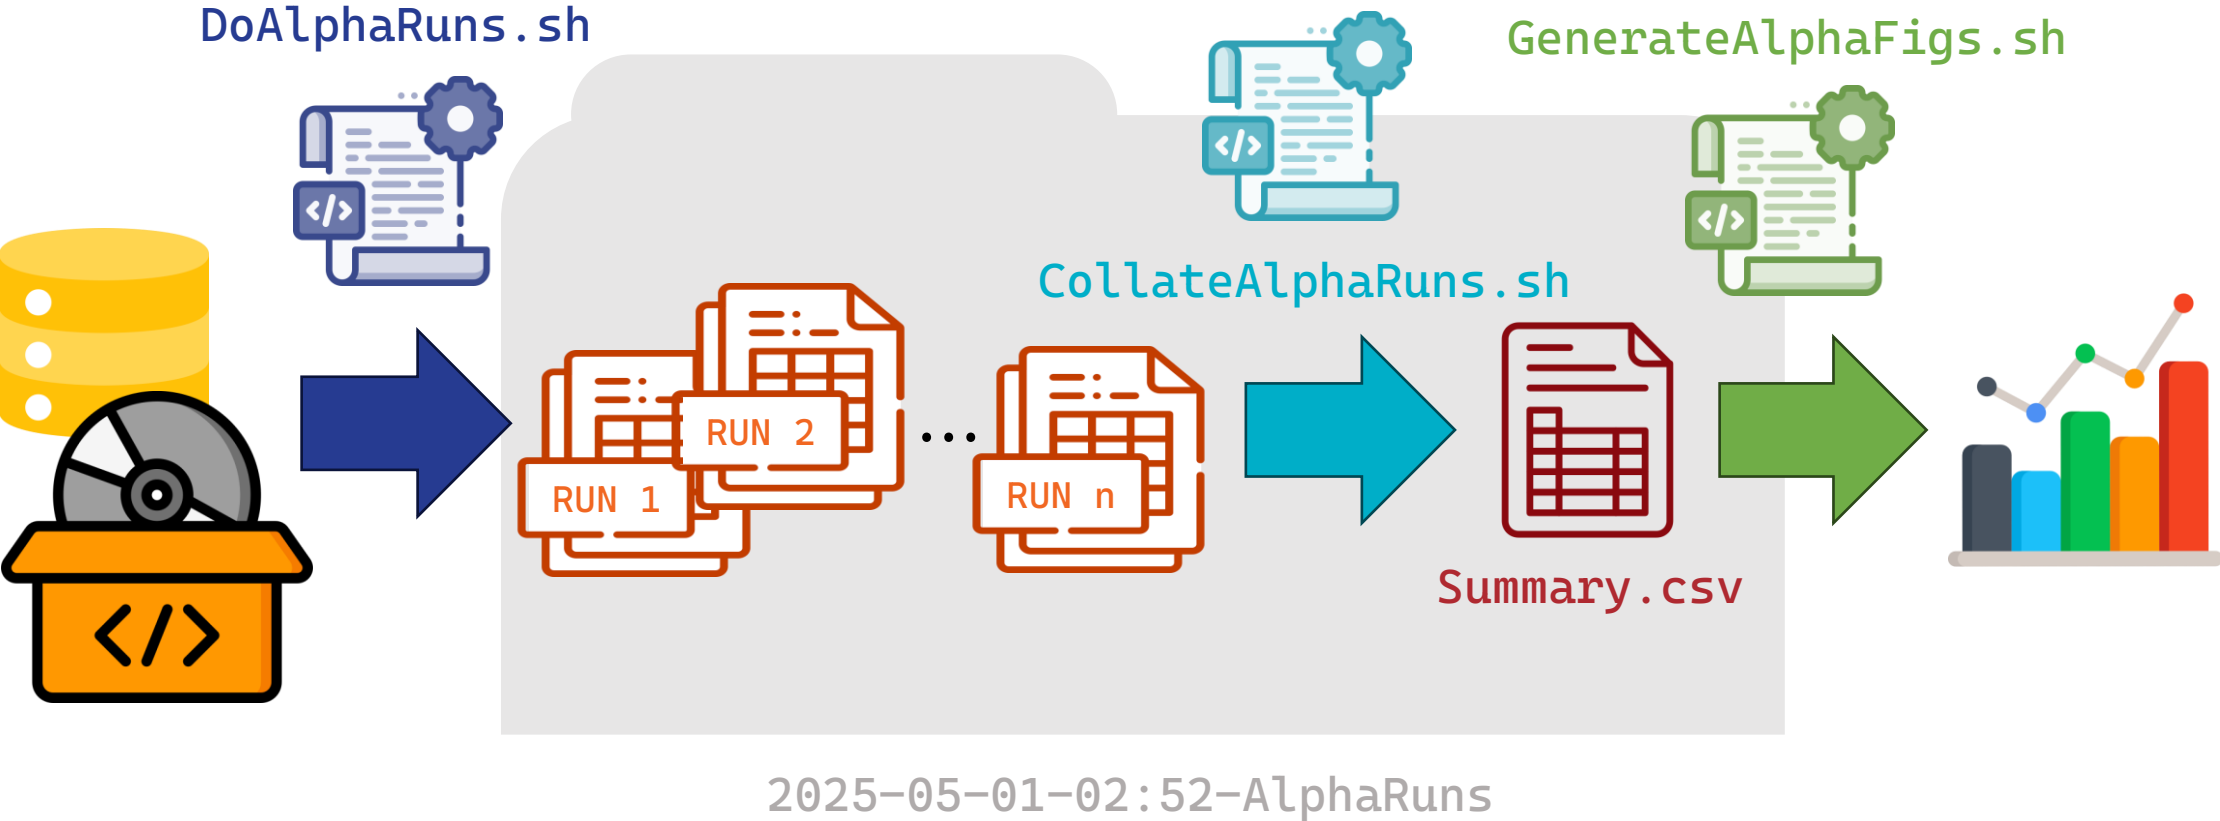 DoAlphaRuns.sh
GenerateAlphaFigs.sh
</>
</>
</>
CollateAlphaRuns.sh
RUN 1
RUN 2
...
RUN n
Summary.csv
</>
2025-05-01-02:52-AlphaRuns